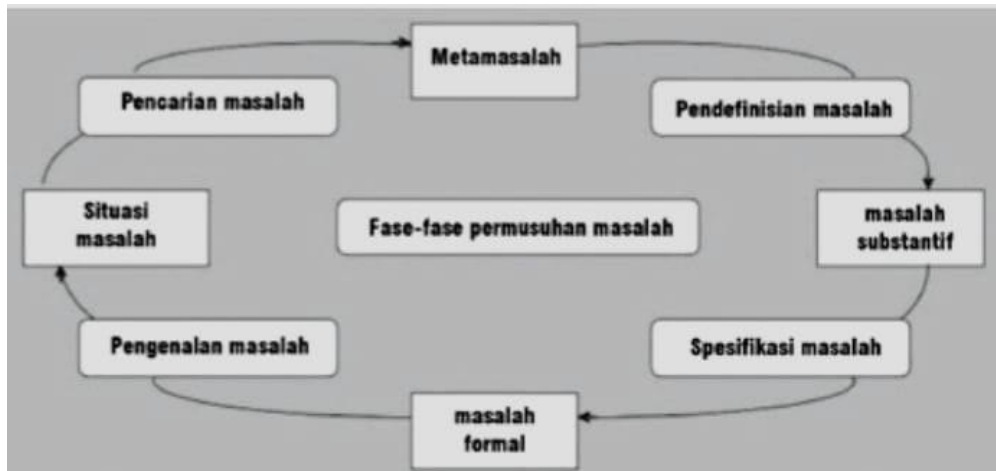 Metamasalah
Pencarian masalah
Pendefinisian masalah
Situasi
masalah
Fase-fase permusuhan masalah
masalah
substantif
Pengenalan masalah
Spesifikasi masalah
masalah
formal